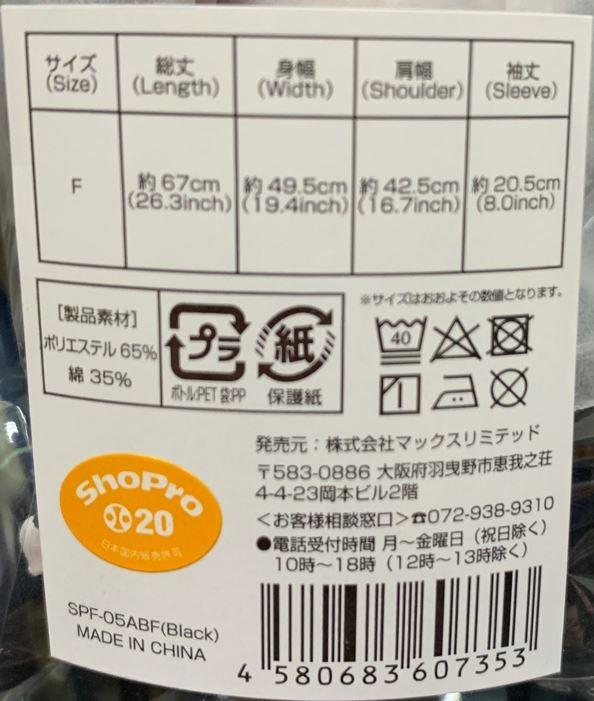 サイズ (Size)
総丈 (Length)
身幅 (Width)
肩幅 (Shoulder)
袖丈 (Sleeve)
F
約 67cm (26.3inch)
約 49.5cm (19.4inch)
約 42.5cm (16.7inch)
約 20.5cm (8.0inch)
※サイズはおおよその数値となります。
[製品素材]
ポリエステル 65%
綿 35%
プラ
ボトル:PET 袋:PP
紙
保護紙
40
発売元：株式会社マックスリミテッド
〒583-0886 大阪府羽曳野市恵我之荘
4-4-23岡本ビル2階
＜お客様相談窓口＞☎072-938-9310
●電話受付時間 月～金曜日（祝日除く）
10時～18時（12時～13時除く）
ShoPro
20
日本国内販売許可
SPF-05ABF(Black)
MADE IN CHINA
4 580683 607353